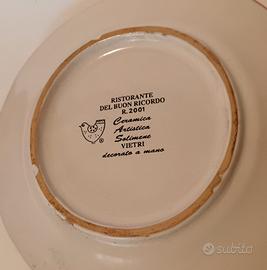 RISTORANTE
DEL BUON RICORDO
R. 2001
Ceramica
Artistica
Solimene
VIETRI
decorato a mano
®
subito